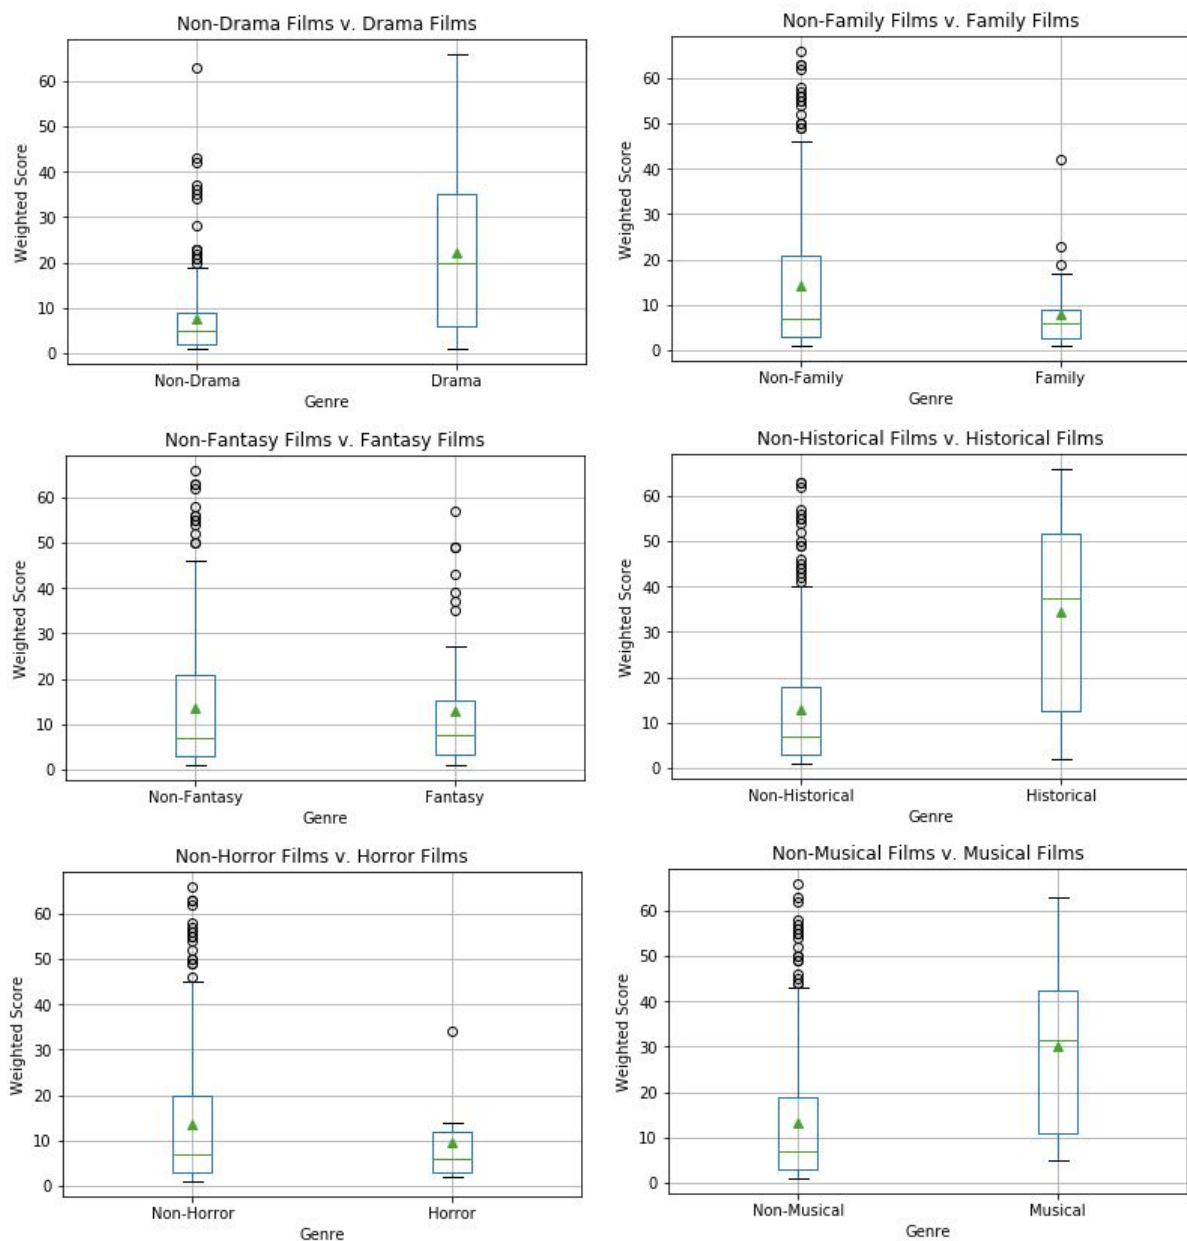 Non-Drama Films v. Drama Films
Weighted Score
60
50
40
30
20
10
0
Non-Drama Drama
Genre
Non-Family Films v. Family Films
Weighted Score
60
50
40
30
20
10
0
Non-Family Family
Genre
Non-Fantasy Films v. Fantasy Films
Weighted Score
60
50
40
30
20
10
0
Non-Fantasy Fantasy
Genre
Non-Historical Films v. Historical Films
Weighted Score
60
50
40
30
20
10
0
Non-Historical Historical
Genre
Non-Horror Films v. Horror Films
Weighted Score
60
50
40
30
20
10
0
Non-Horror Horror
Genre
Non-Musical Films v. Musical Films
Weighted Score
60
50
40
30
20
10
0
Non-Musical Musical
Genre